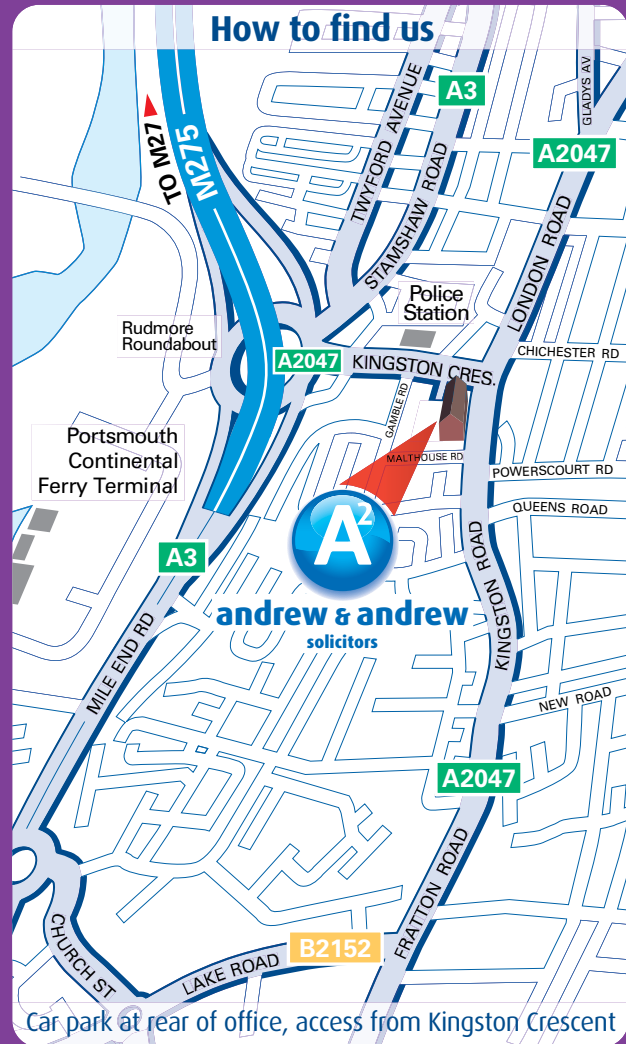 How to find us
A3
GLADYS AV
TWYFORD AVENUE
TO M27
M275
A2047
STAMSHAW ROAD
LONDON ROAD
Police
Station
Rudmore
Roundabout
A2047
KINGSTON CRES.
CHICHESTER RD
GAMBLE RD
Portsmouth
Continental
Ferry Terminal
MALTHOUSE RD
POWERSCOURT RD
QUEENS ROAD
A2
A3
KINGSTON ROAD
andrew & andrew
solicitors
MILE END RD
NEW ROAD
A2047
FRATTON ROAD
CHURCH ST
B2152
LAKE ROAD
Car park at rear of office, access from Kingston Crescent